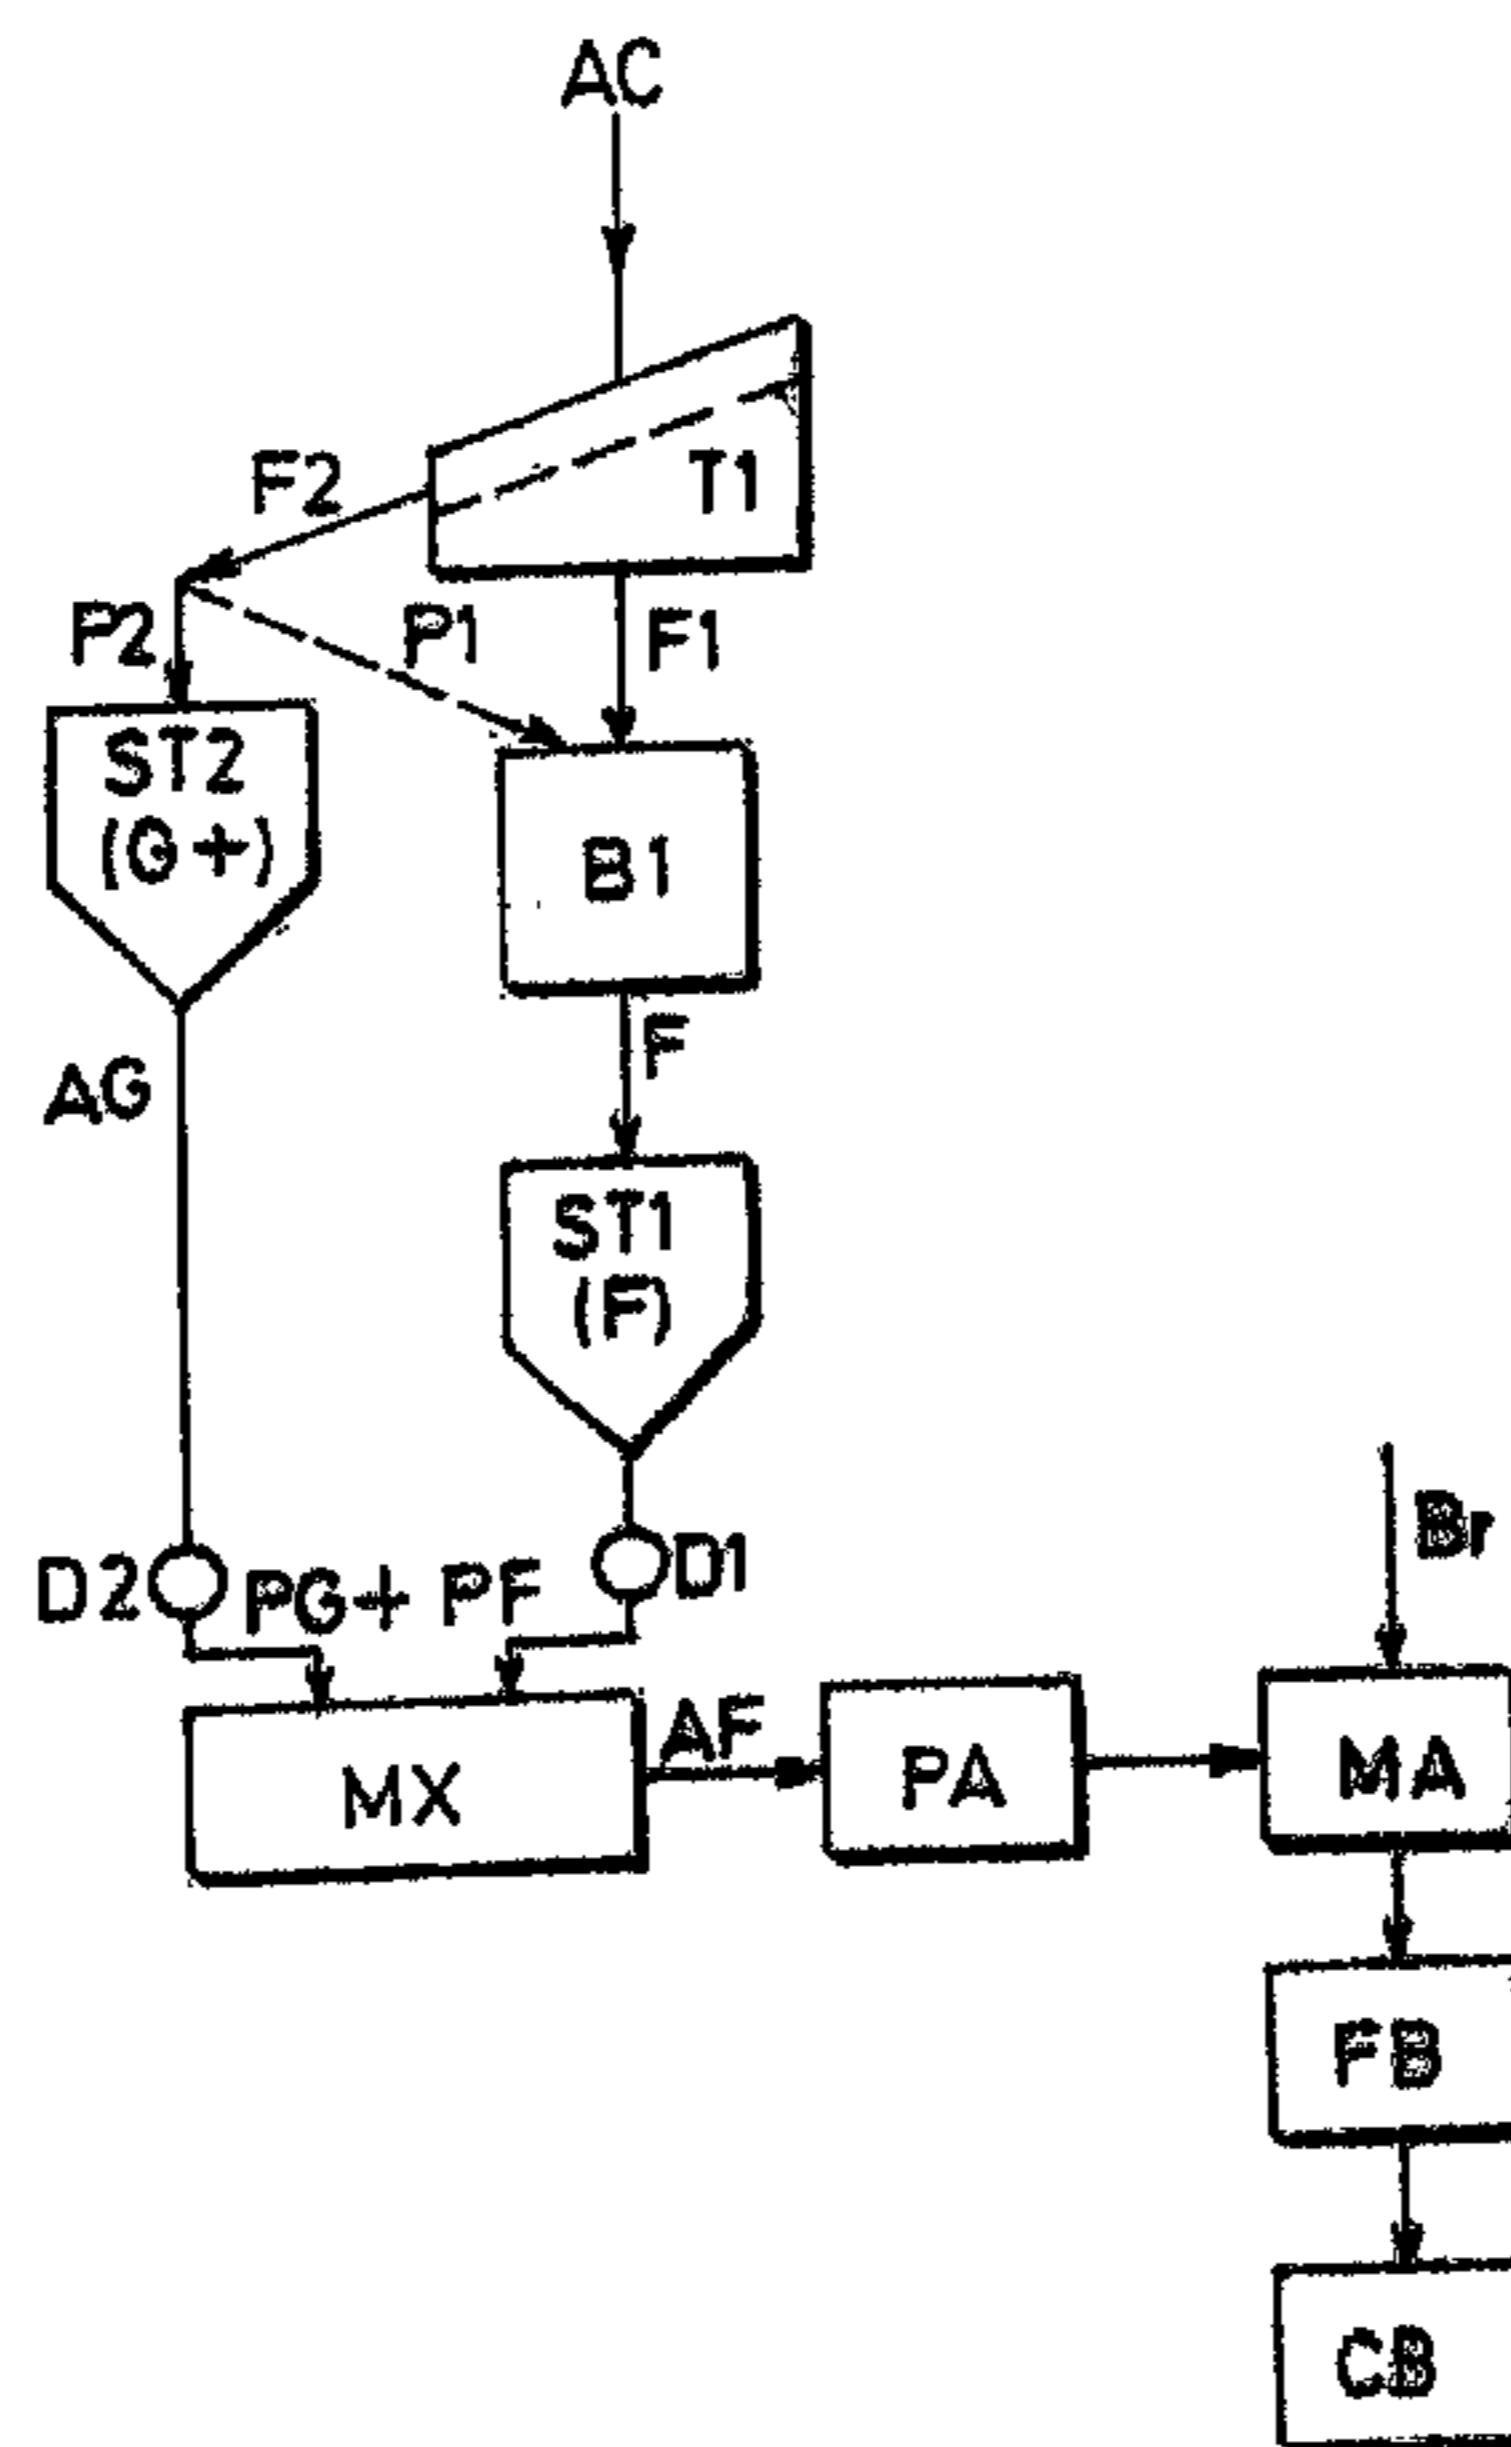 AC
F2
T1
P2
P1
F1
ST2
(G+)
B1
AG
F
ST1
(F)
D2
PG+
PF
D1
Br
MX
AF
PA
MA
FB
CB